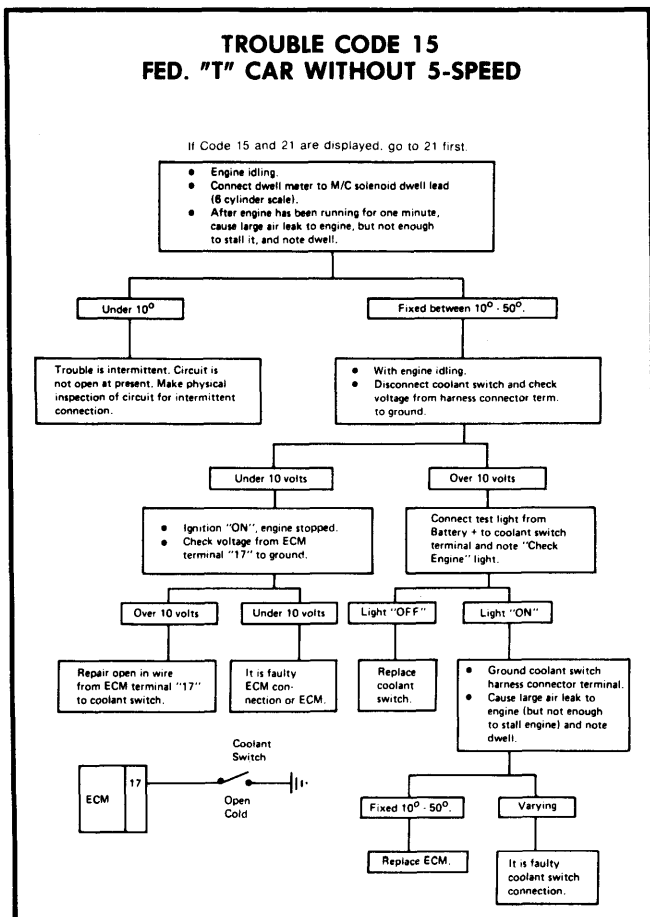 TROUBLE CODE 15
FED. "T" CAR WITHOUT 5-SPEED
If Code 15 and 21 are displayed, go to 21 first.
• Engine idling.
• Connect dwell meter to M/C solenoid dwell lead
(6 cylinder scale).
• After engine has been running for one minute,
cause large air leak to engine, but not enough
to stall it, and note dwell.
Under 10°
Fixed between 10° - 50°.
Trouble is intermittent. Circuit is
not open at present. Make physical
inspection of circuit for intermittent
connection.
• With engine idling.
• Disconnect coolant switch and check
voltage from harness connector term.
to ground.
Under 10 volts
Over 10 volts
• Ignition "ON", engine stopped.
• Check voltage from ECM
terminal "17" to ground.
Connect test light from
Battery + to coolant switch
terminal and note "Check
Engine" light.
Over 10 volts
Under 10 volts
Light "OFF"
Light "ON"
Repair open in wire
from ECM terminal "17"
to coolant switch.
It is faulty
ECM con-
nection or ECM.
Replace
coolant
switch.
• Ground coolant switch
harness connector terminal.
• Cause large air leak to
engine (but not enough
to stall engine) and note
dwell.
Coolant
Switch
17
ECM
Open
Cold
Fixed 10° - 50°.
Varying
Replace ECM.
It is faulty
coolant switch
connection.